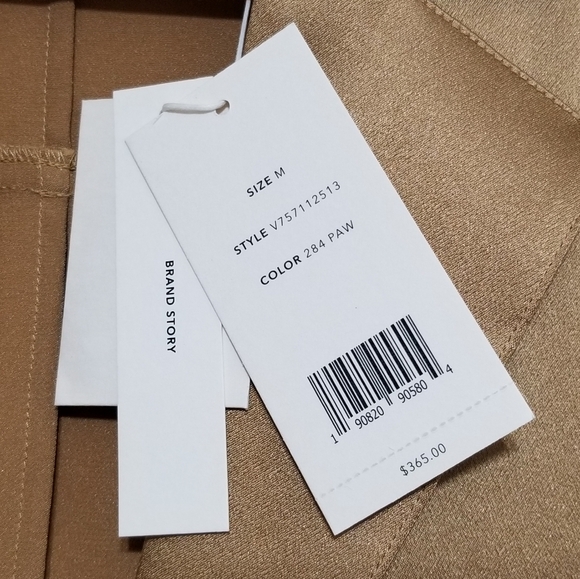 SIZE M
STYLE V757112513
COLOR 284 PAW
1 90820 90580 4
$365.00
BRAND STORY